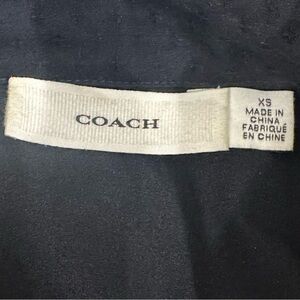 COACH
XS
MADE IN
CHINA
FABRIQUÉ
EN CHINE